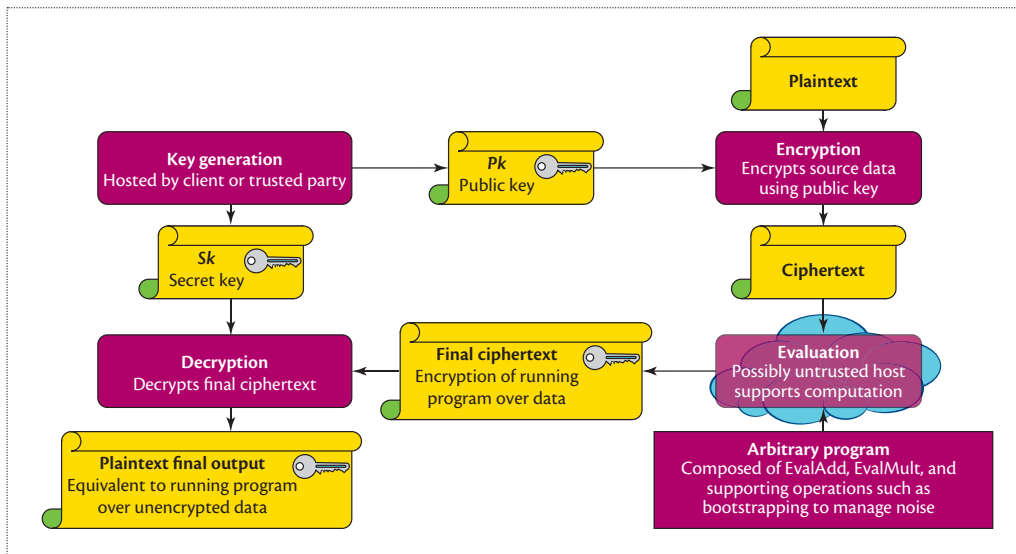 Plaintext
Key generation
Hosted by client or trusted party
Pk
Public key
Encryption
Encrypts source data
using public key
Sk
Secret key
Ciphertext
Decryption
Decrypts final ciphertext
Final ciphertext
Encryption of running
program over data
Evaluation
Possibly untrusted host
supports computation
Plaintext final output
Equivalent to running program
over unencrypted data
Arbitrary program
Composed of EvalAdd, EvalMult, and
supporting operations such as
bootstrapping to manage noise